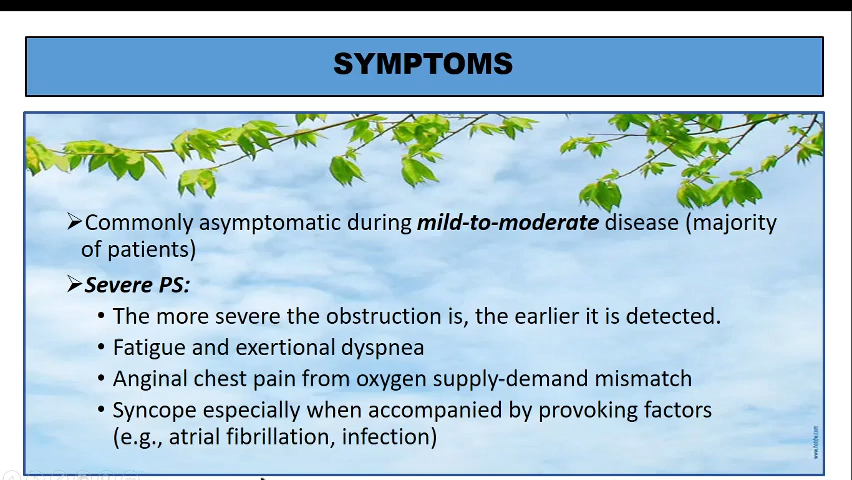 SYMPTOMS
➢Commonly asymptomatic during mild-to-moderate disease (majority
of patients)
➢Severe PS:
• The more severe the obstruction is, the earlier it is detected.
• Fatigue and exertional dyspnea
• Anginal chest pain from oxygen supply-demand mismatch
• Syncope especially when accompanied by provoking factors
(e.g., atrial fibrillation, infection)